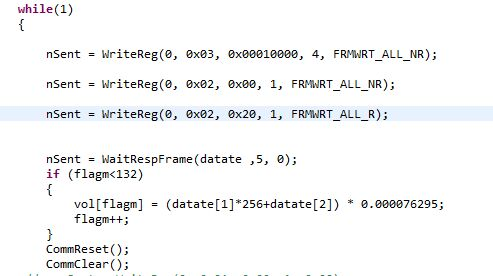 while(1)
{
nSent = WriteReg(0, 0x03, 0x00010000, 4, FRMWRT_ALL_NR);
nSent = WriteReg(0, 0x02, 0x00, 1, FRMWRT_ALL_NR);
nSent = WriteReg(0, 0x02, 0x20, 1, FRMWRT_ALL_R);
nSent = WaitRespFrame(datate ,5, 0);
if (flagm<132)
{
vol[flagm] = (datate[1]*256+datate[2]) * 0.000076295;
flagm++;
}
CommReset();
CommClear();